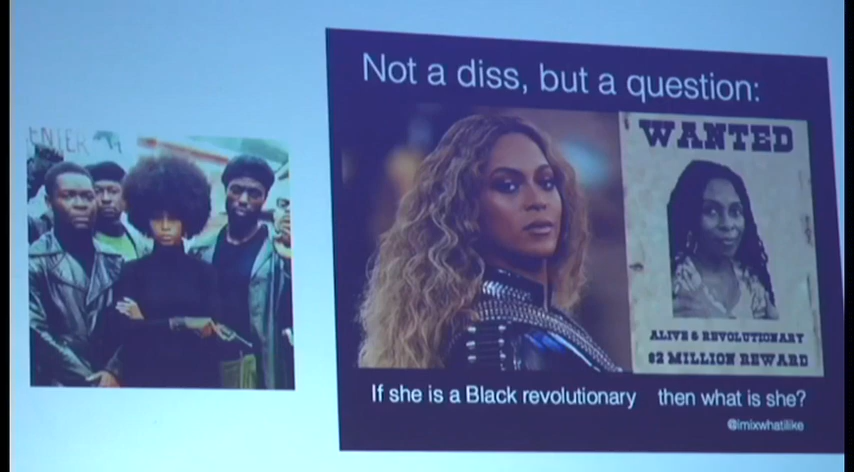 Not a diss, but a question:
WANTED
ALIVE & REVOLUTIONARY
$2 MILLION REWARD
If she is a Black revolutionary then what is she?
@imixwhatilike